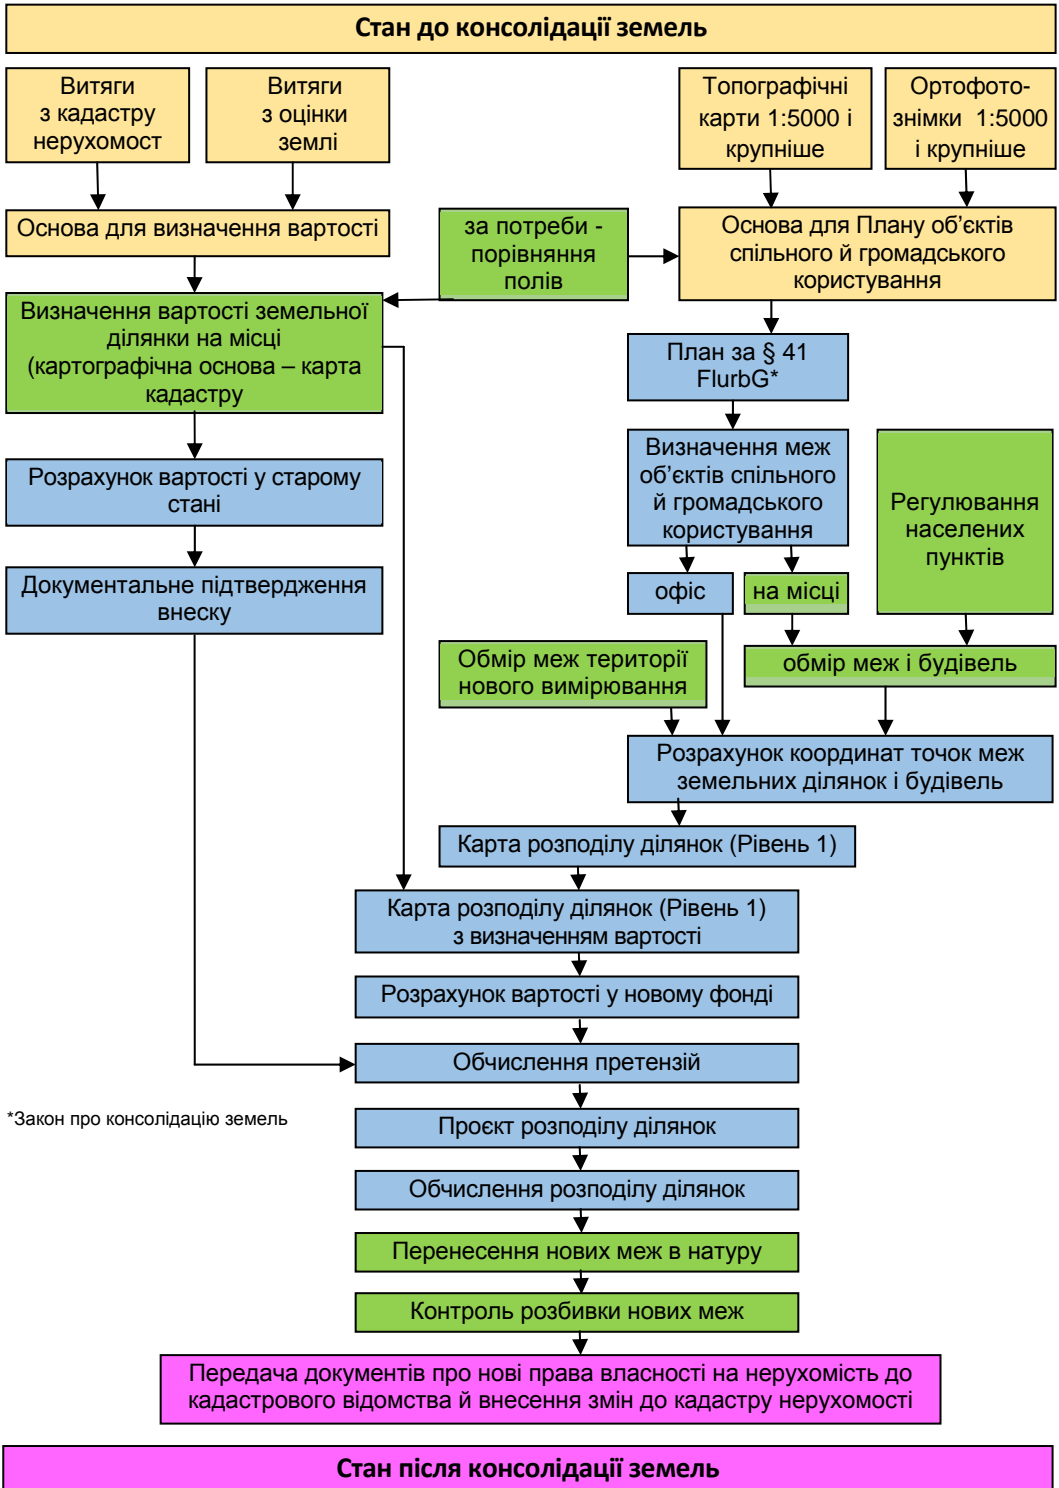 Стан до консолідації земель
Витяги
з кадастру
нерухомост
Витяги
з оцінки
землі
Топографічні
карти 1:5000 і
крупніше
Ортофото-
знімки 1:5000
і крупніше
Основа для визначення вартості
за потреби -
порівняння
полів
Основа для Плану об’єктів
спільного й громадського
користування
Визначення вартості земельної
ділянки на місці
(картографічна основа – карта
кадастру
План за § 41
FlurbG*
Визначення меж
об’єктів спільного
й громадського
користування
Регулювання
населених
пунктів
Розрахунок вартості у старому
стані
Документальне підтвердження
внеску
офіс
на місці
Обмір меж території
нового вимірювання
обмір меж і будівель
Розрахунок координат точок меж
земельних ділянок і будівель
Карта розподілу ділянок (Рівень 1)
Карта розподілу ділянок (Рівень 1)
з визначенням вартості
Розрахунок вартості у новому фонді
Обчислення претензій
*Закон про консолідацію земель
Проєкт розподілу ділянок
Обчислення розподілу ділянок
Перенесення нових меж в натуру
Контроль розбивки нових меж
Передача документів про нові права власності на нерухомість до
кадастрового відомства й внесення змін до кадастру нерухомості
Стан після консолідації земель